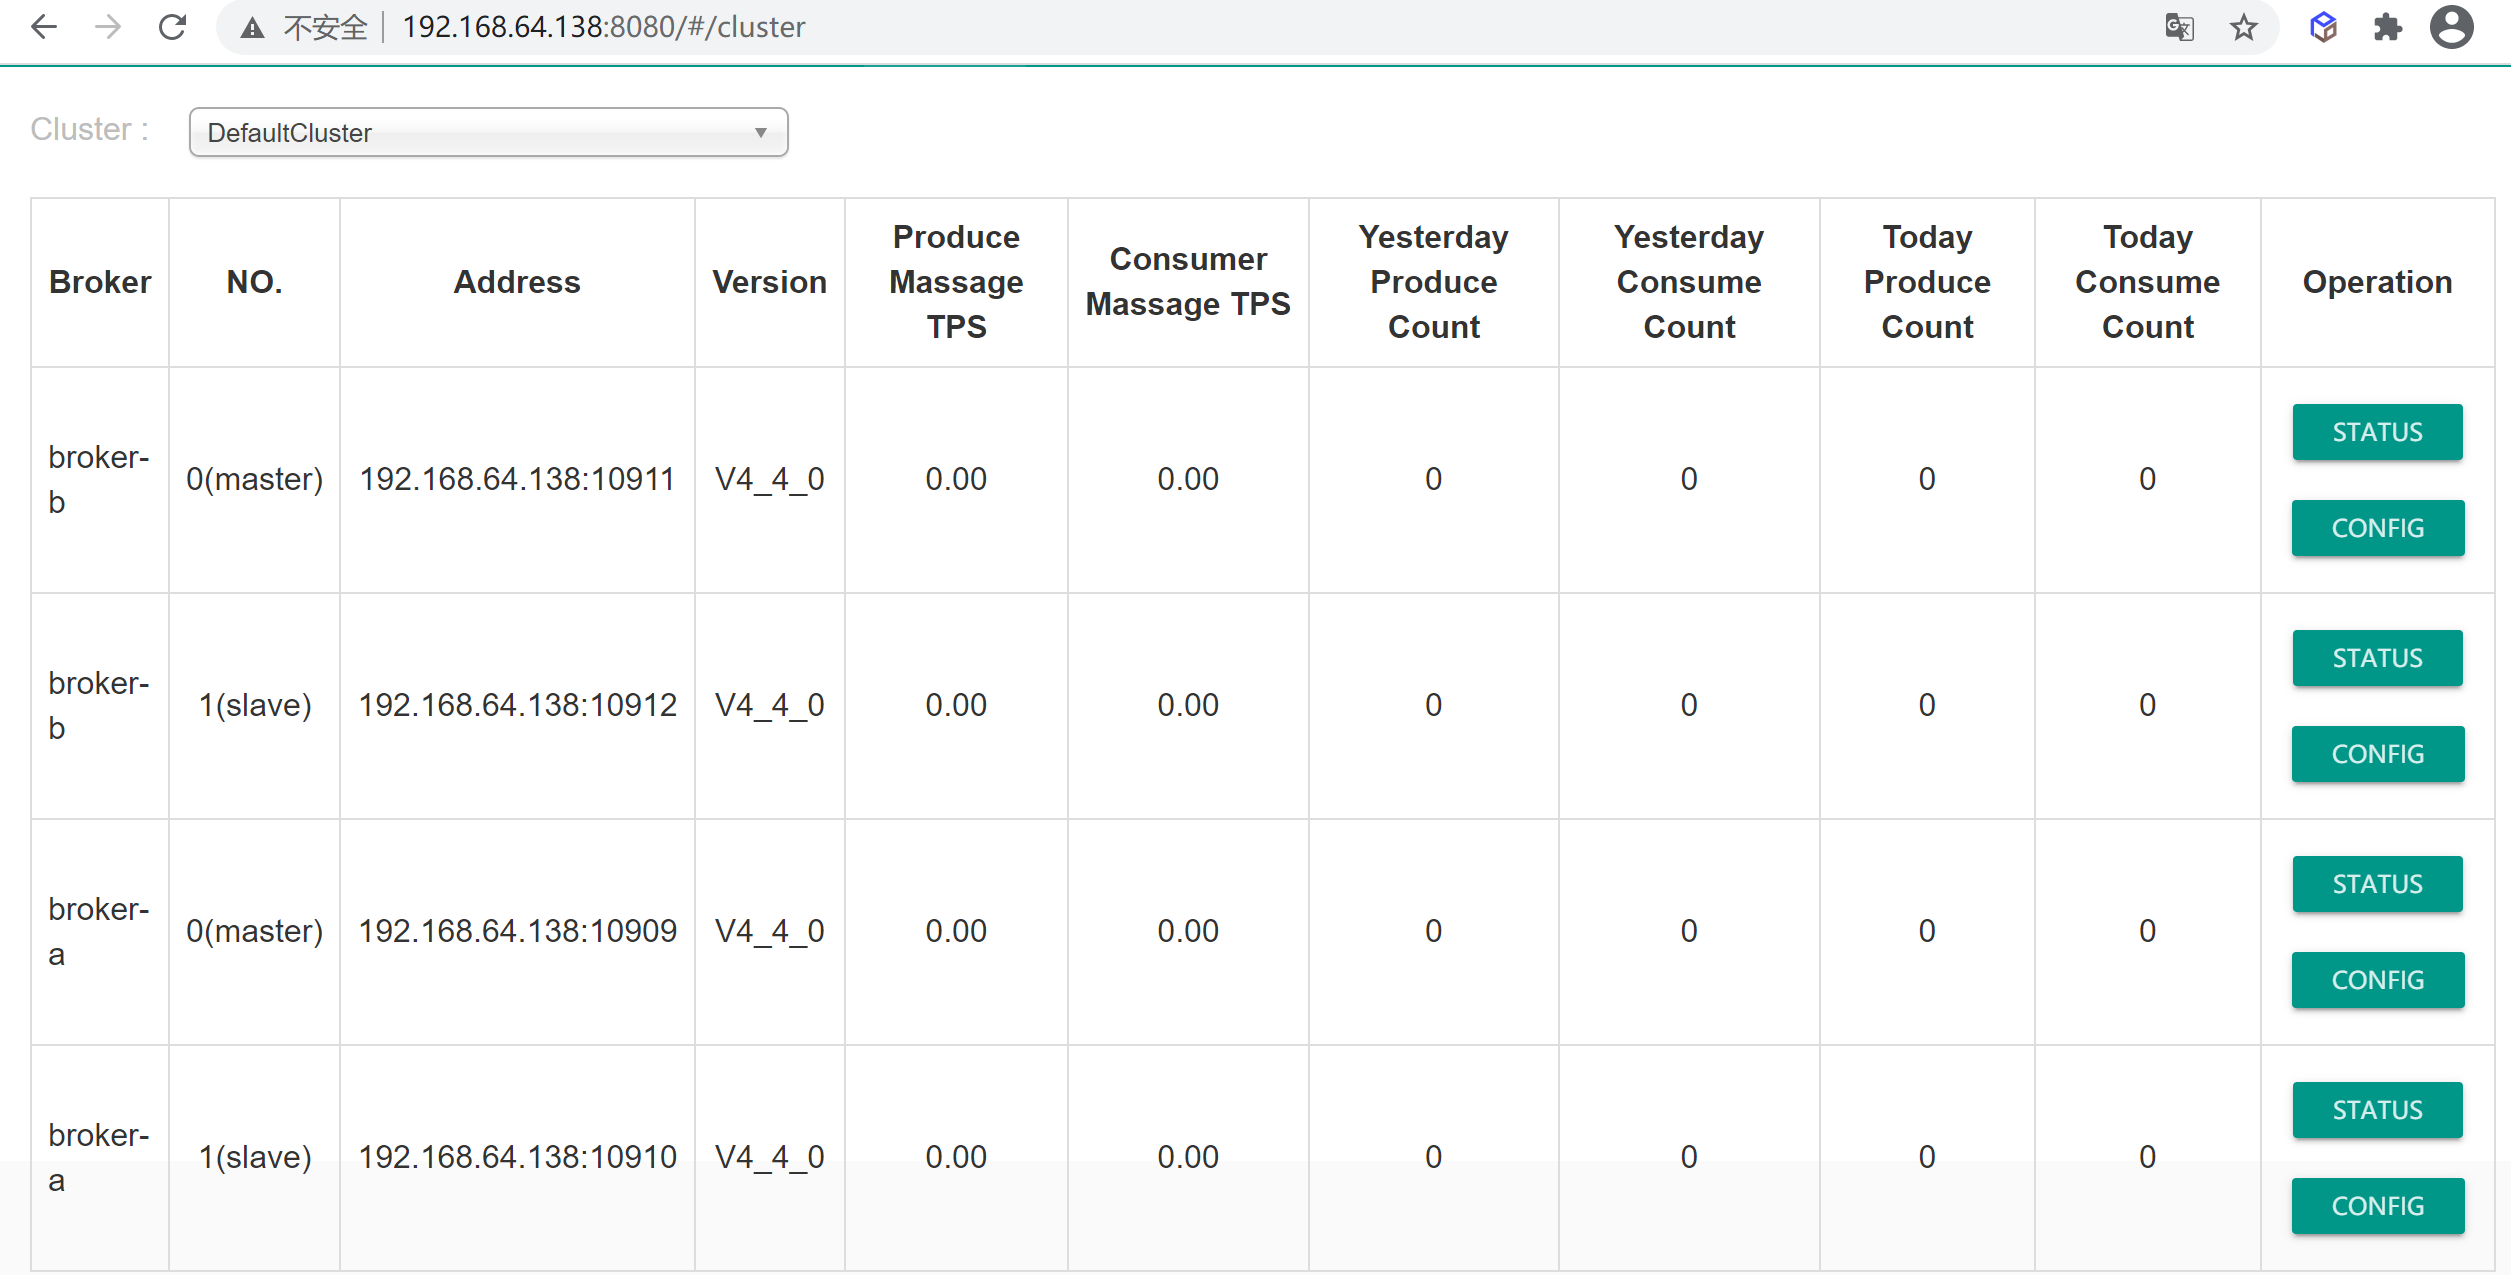 不安全 192.168.64.138:8080/#/cluster
Cluster :
DefaultCluster
Broker
NO.
Address
Version
Produce
Massage
TPS
Consumer
Massage TPS
Yesterday
Produce
Count
Yesterday
Consume
Count
Today
Produce
Count
Today
Consume
Count
Operation
broker-
b
0(master)
192.168.64.138:10911
V4_4_0
0.00
0.00
0
0
0
0
STATUS
CONFIG
broker-
b
1(slave)
192.168.64.138:10912
V4_4_0
0.00
0.00
0
0
0
0
STATUS
CONFIG
broker-
a
0(master)
192.168.64.138:10909
V4_4_0
0.00
0.00
0
0
0
0
STATUS
CONFIG
broker-
a
1(slave)
192.168.64.138:10910
V4_4_0
0.00
0.00
0
0
0
0
STATUS
CONFIG